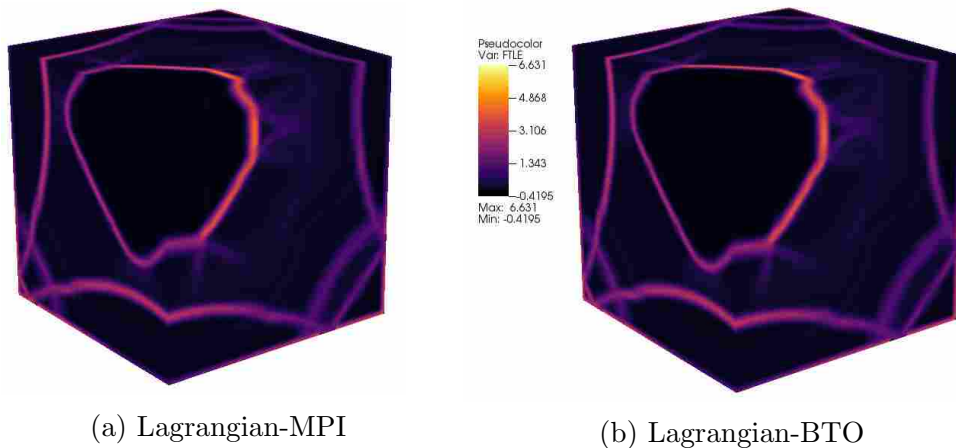 Pseudocolor
Var: FTLE
6.631
4.868
3.106
1.343
-0.4195
Max: 6.631
Min: -0.4195
(a) Lagrangian-MPI
(b) Lagrangian-BTO